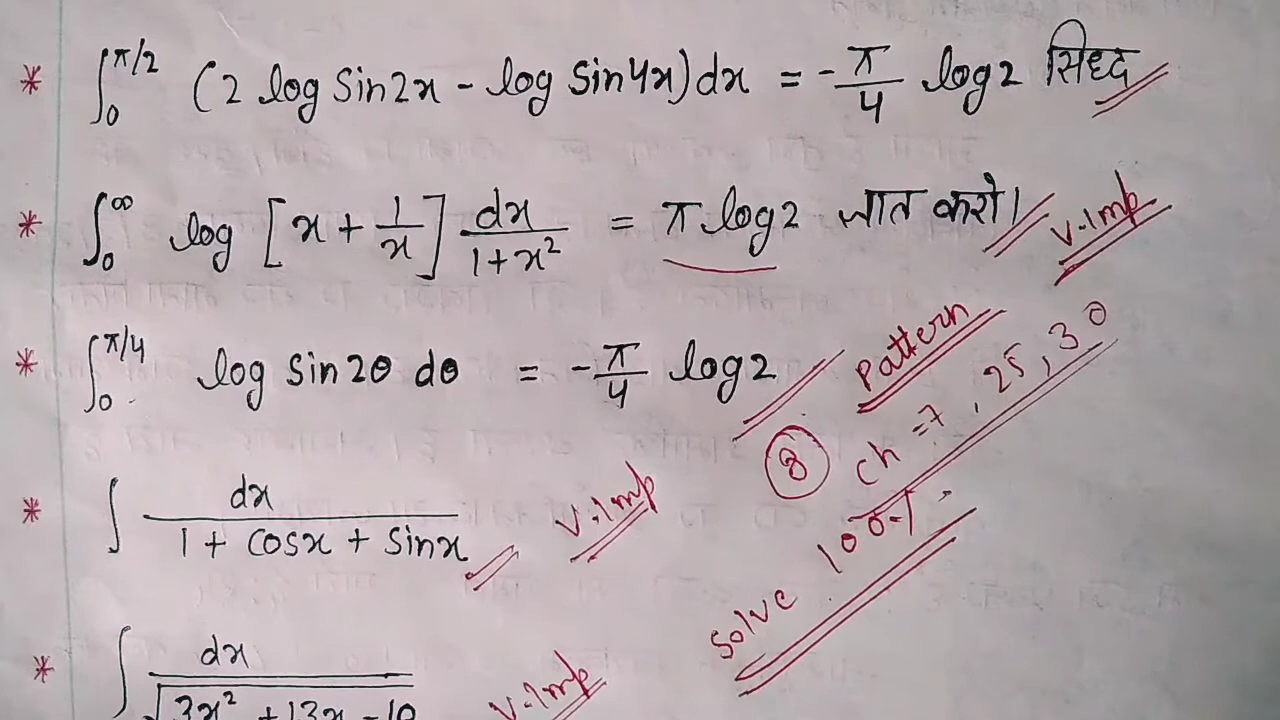 * ∫₀^π/2 (2 log sin2x - log sin4x) dx = -π/4 log2 सिध्द
* ∫₀^∞ log [x + 1/x] dx/1+x² = π log2 ज्ञात करो। V.Imp
* ∫₀^π/4 log sin2θ dθ = -π/4 log2
Pattern
8 ch = 7, 25, 30
* ∫ dx/1 + cosx + sinx V.Imp
Solve 100%.
* ∫ dx/√3x² + 13x - 10 V.Imp